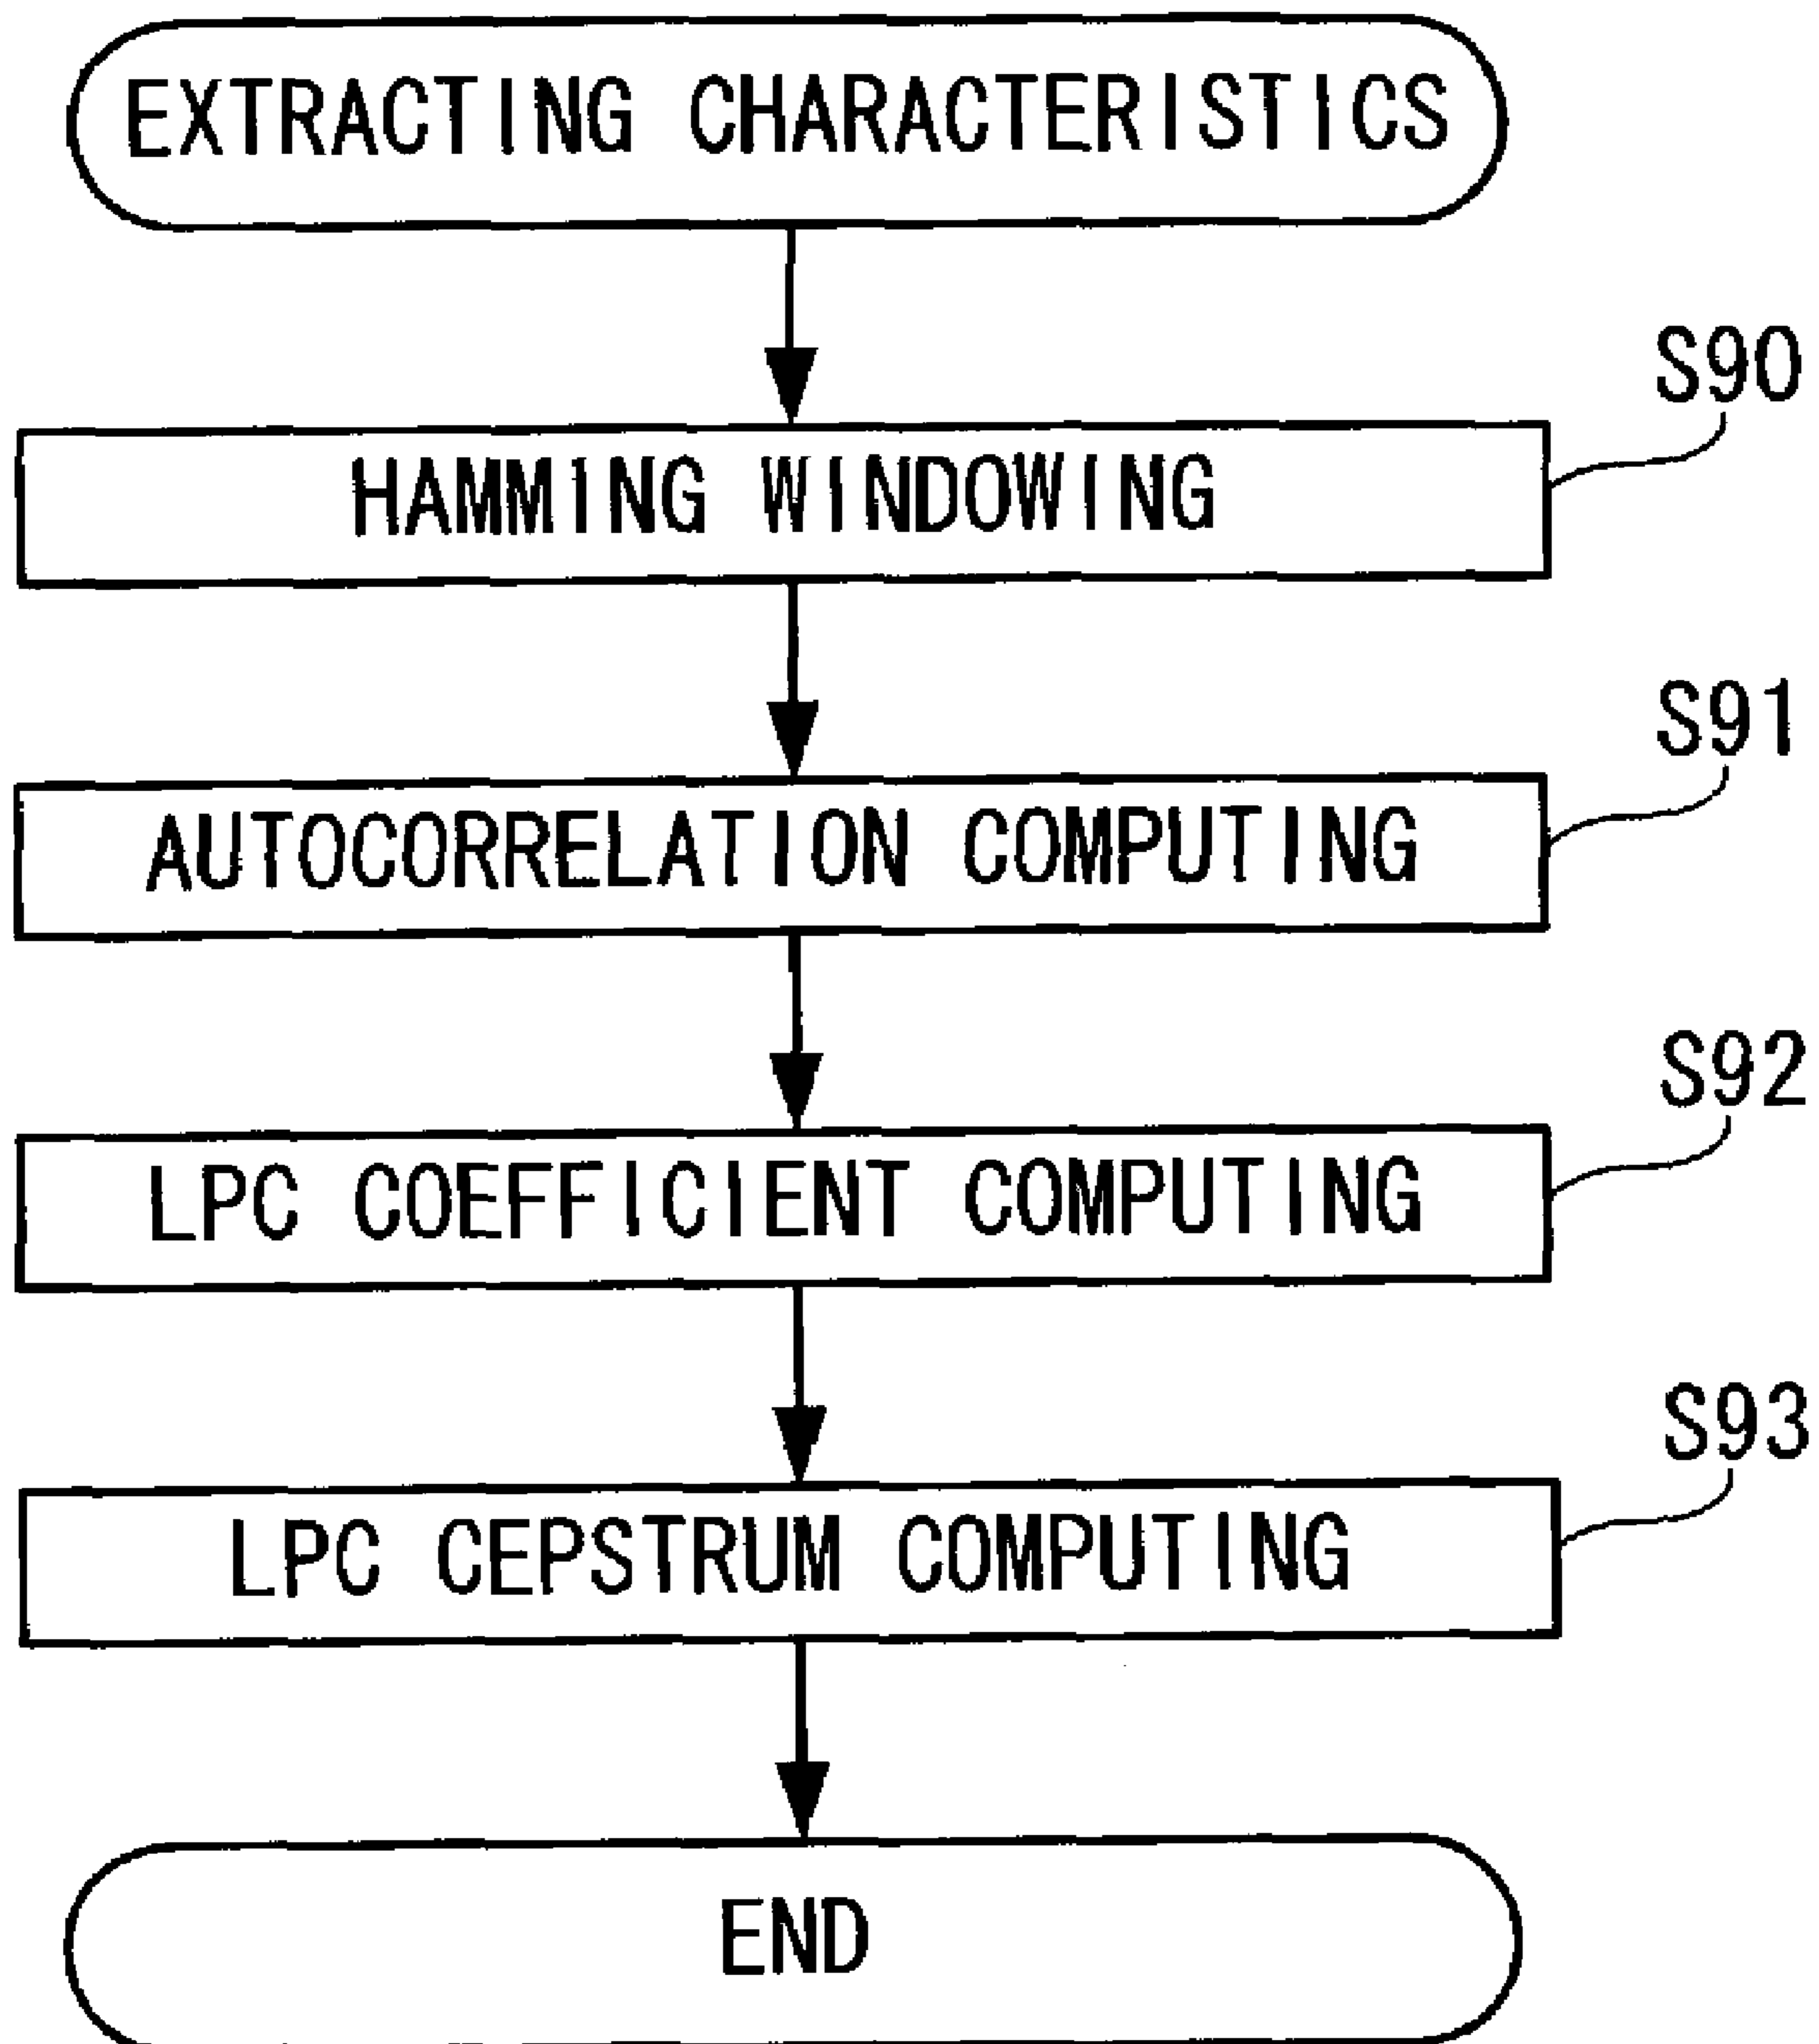 EXTRACTING CHARACTERISTICS
S90
HAMMING WINDOWING
S91
AUTOCORRELATION COMPUTING
S92
LPC COEFFICIENT COMPUTING
S93
LPC CEPSTRUM COMPUTING
END